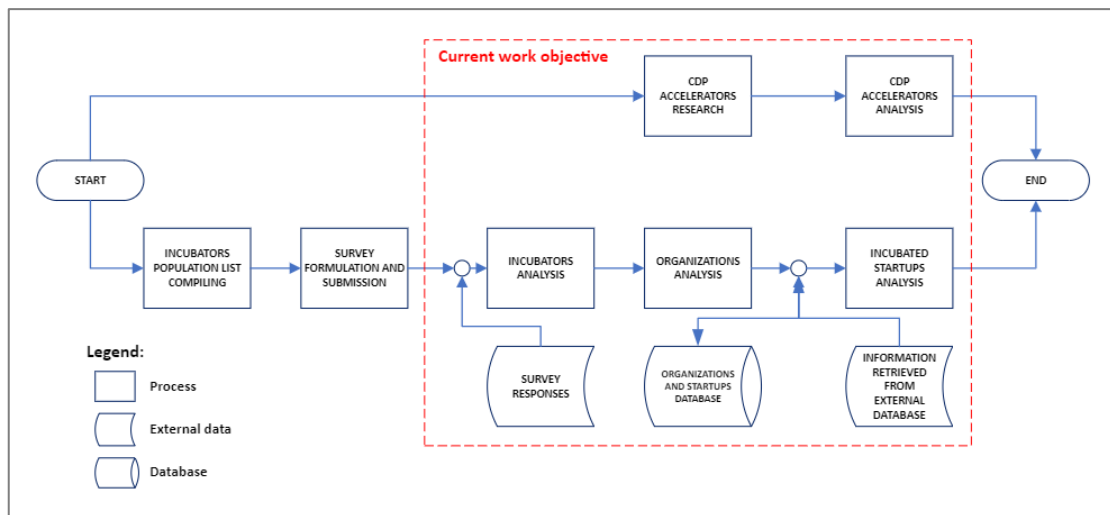 Current work objective
CDP
ACCELERATORS
RESEARCH
CDP
ACCELERATORS
ANALYSIS
START
END
INCUBATORS
POPULATION LIST
COMPILING
SURVEY
FORMULATION AND
SUBMISSION
INCUBATORS
ANALYSIS
ORGANIZATIONS
ANALYSIS
INCUBATED
STARTUPS
ANALYSIS
SURVEY
RESPONSES
ORGANIZATIONS
AND STARTUPS
DATABASE
INFORMATION
RETRIEVED
FROM
EXTERNAL
DATABASE
Legend:
Process
External data
Database